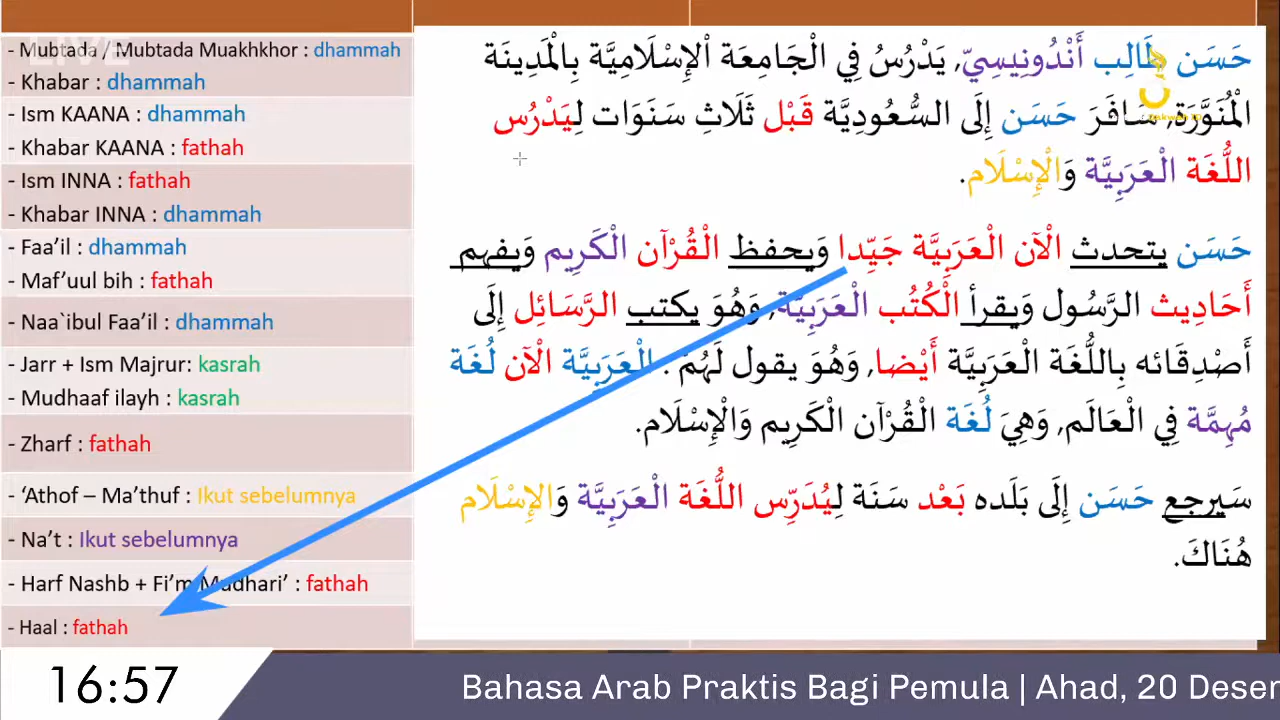 LIVE
- Mubtada / Mubtada Muakhkhor : dhammah
- Khabar : dhammah
- Ism KAANA : dhammah
- Khabar KAANA : fathah
- Ism INNA : fathah
- Khabar INNA : dhammah
- Faa’il : dhammah
- Maf’uul bih : fathah
- Naa`ibul Faa’il : dhammah
- Jarr + Ism Majrur: kasrah
- Mudhaaf ilayh : kasrah
- Zharf : fathah
- ‘Athof – Ma’thuf : Ikut sebelumnya
- Na’t : Ikut sebelumnya
- Harf Nashb + Fi’m Mudhari’ : fathah
- Haal : fathah
حَسَن طَالِب أَنْدُونِيسِيّ, يَدْرُسُ فِي الْجَامِعَة اْلإِسْلَامِيَّة بِالْمَدِينَة
الْمُنَوَّرَة, سَافَرَ حَسَن إِلَى السُّعُودِيَّة قَبْل ثَلَاثِ سَنَوَات لِيَدْرُس
اللُّغَة الْعَرَبِيَّة وَالْإِسْلَام.
حَسَن يتحدث الْآن الْعَرَبِيَّة جَيِّدا وَيحفظ الْقُرْآن الْكَرِيم وَيفهم
أَحَادِيث الرَّسُول وَيقرأ الْكُتُب الْعَرَبِيَّة, وَهُوَ يكتب الرَّسَائِل إِلَى
أَصْدِقَائه بِاللُّغَة الْعَرَبِيَّة أَيْضا, وَهُوَ يقول لَهُمْ : الْعَرَبِيَّة الْآن لُغَة
مُهِمَّة فِي الْعَالَم, وَهِيَ لُغَة الْقُرْآن الْكَرِيم وَالْإِسْلَام.
سَيرجع حَسَن إِلَى بَلَده بَعْد سَنَة لِيُدَرِّس اللُّغَة الْعَرَبِيَّة وَالإِسْلَام
هُنَاكَ.
16:57
Bahasa Arab Praktis Bagi Pemula | Ahad, 20 Deser